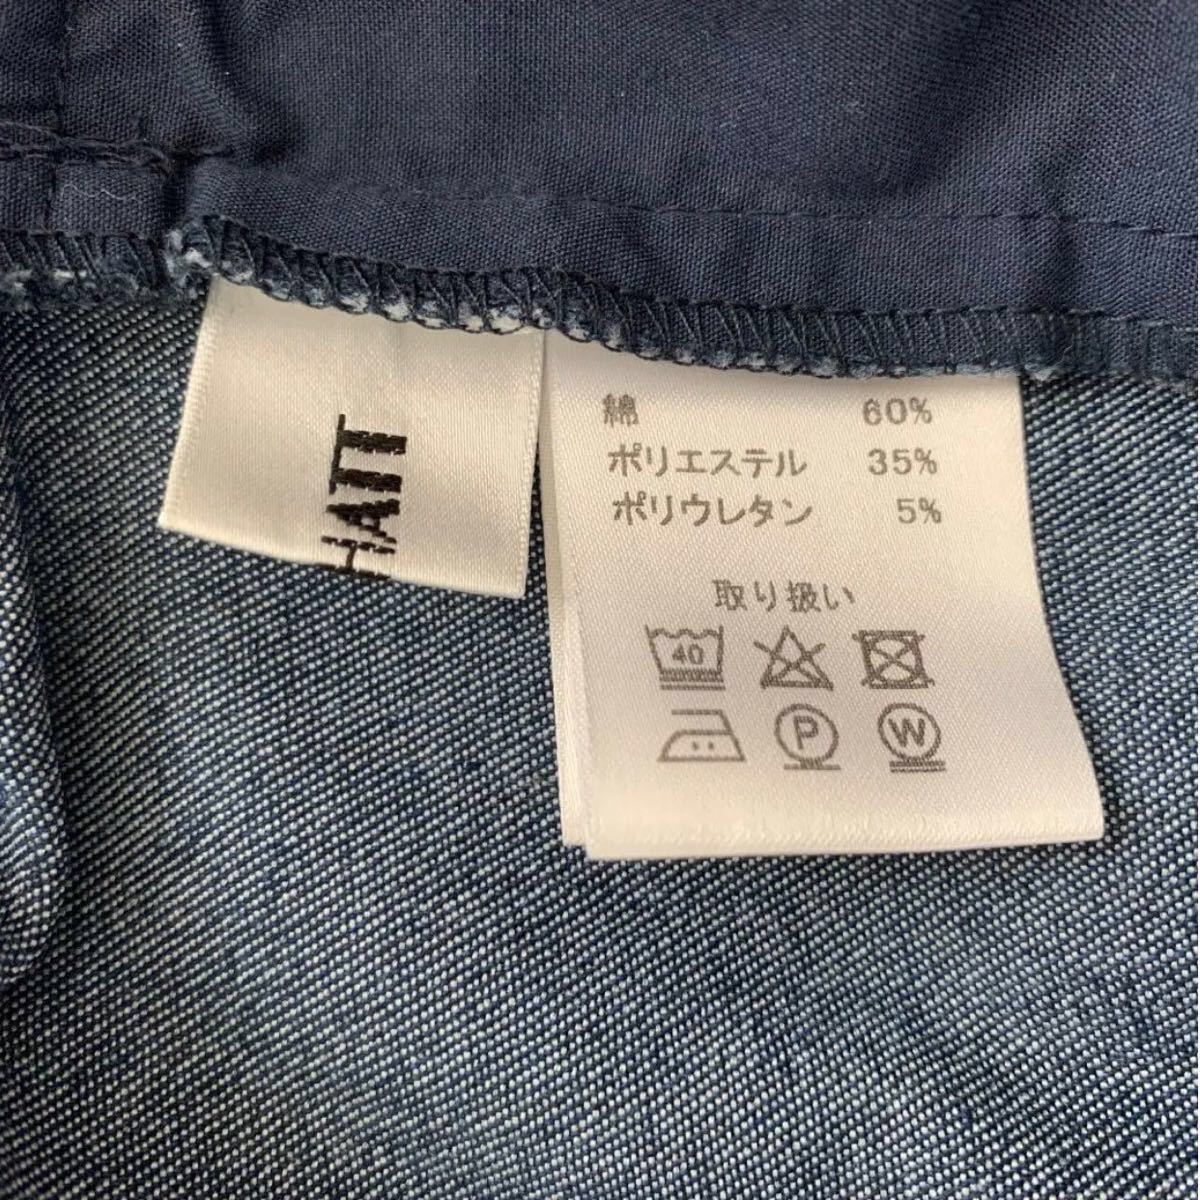 HATT
綿 60%
ポリエステル 35%
ポリウレタン 5%
取り扱い
40
P W